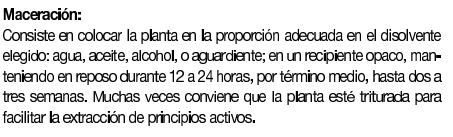 Maceración:
Consiste en colocar la planta en la proporción adecuada en el disolvente
elegido: agua, aceite, alcohol, o aguardiente; en un recipiente opaco, man-
teniendo en reposo durante 12 a 24 horas, por término medio, hasta dos a
tres semanas. Muchas veces conviene que la planta esté triturada para
facilitar la extracción de principios activos.